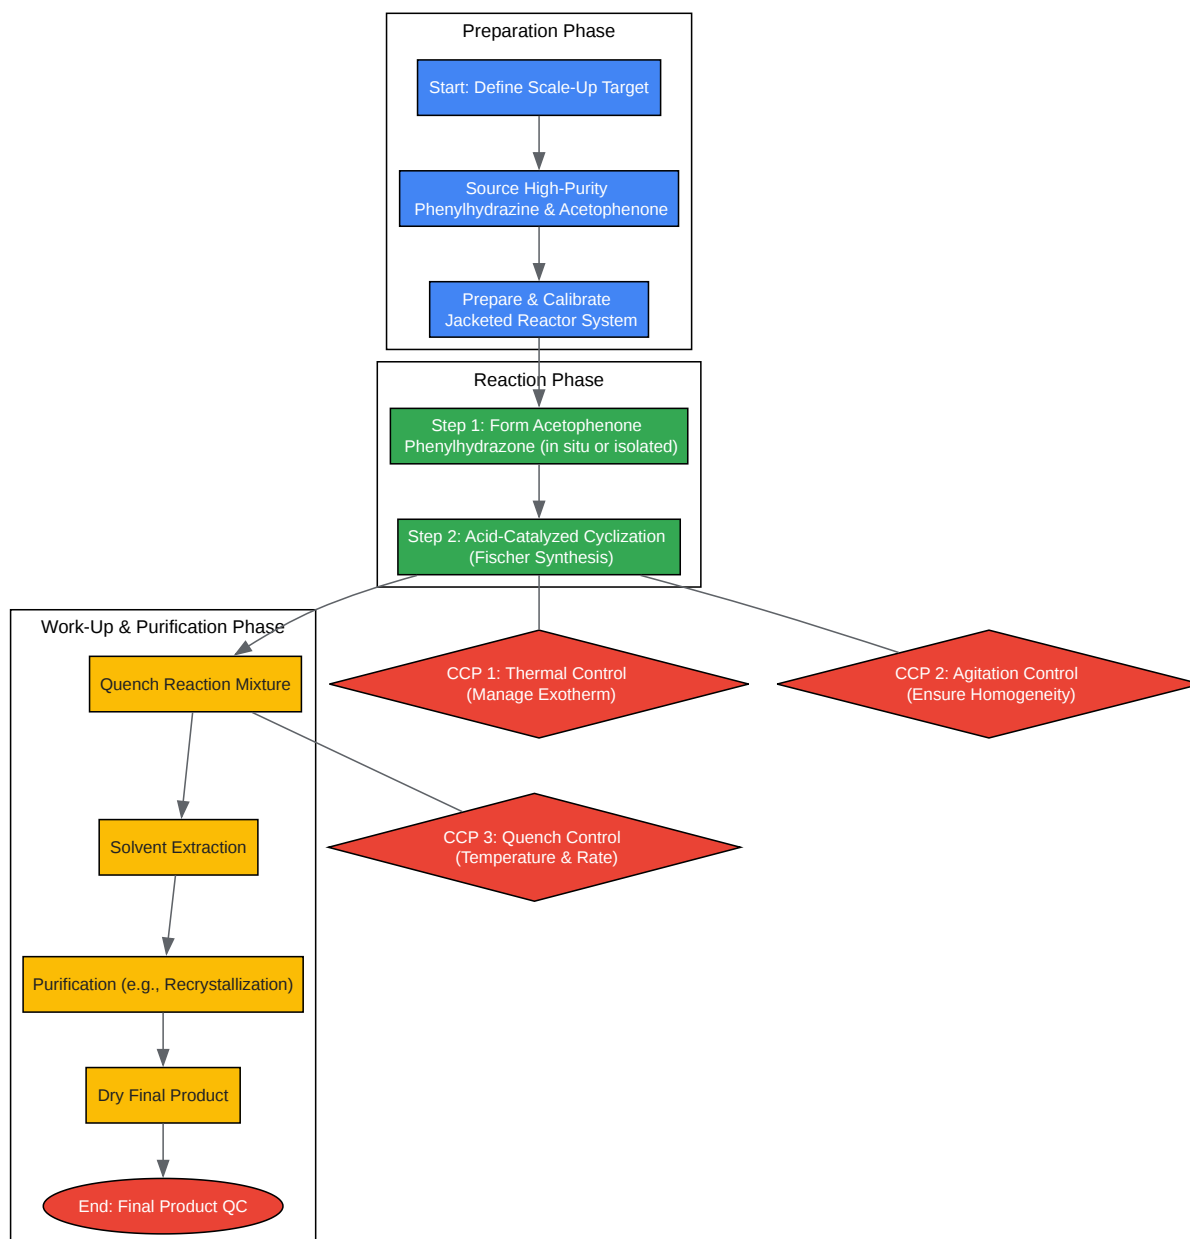 Preparation Phase
Start: Define Scale-Up Target
Source High-Purity
Phenylhydrazine & Acetophenone
Prepare & Calibrate
Jacketed Reactor System
Reaction Phase
Step 1: Form Acetophenone
Phenylhydrazone (in situ or isolated)
Step 2: Acid-Catalyzed Cyclization
(Fischer Synthesis)
Work-Up & Purification Phase
Quench Reaction Mixture
CCP 1: Thermal Control
(Manage Exotherm)
CCP 2: Agitation Control
(Ensure Homogeneity)
Solvent Extraction
CCP 3: Quench Control
(Temperature & Rate)
Purification (e.g., Recrystallization)
Dry Final Product
End: Final Product QC